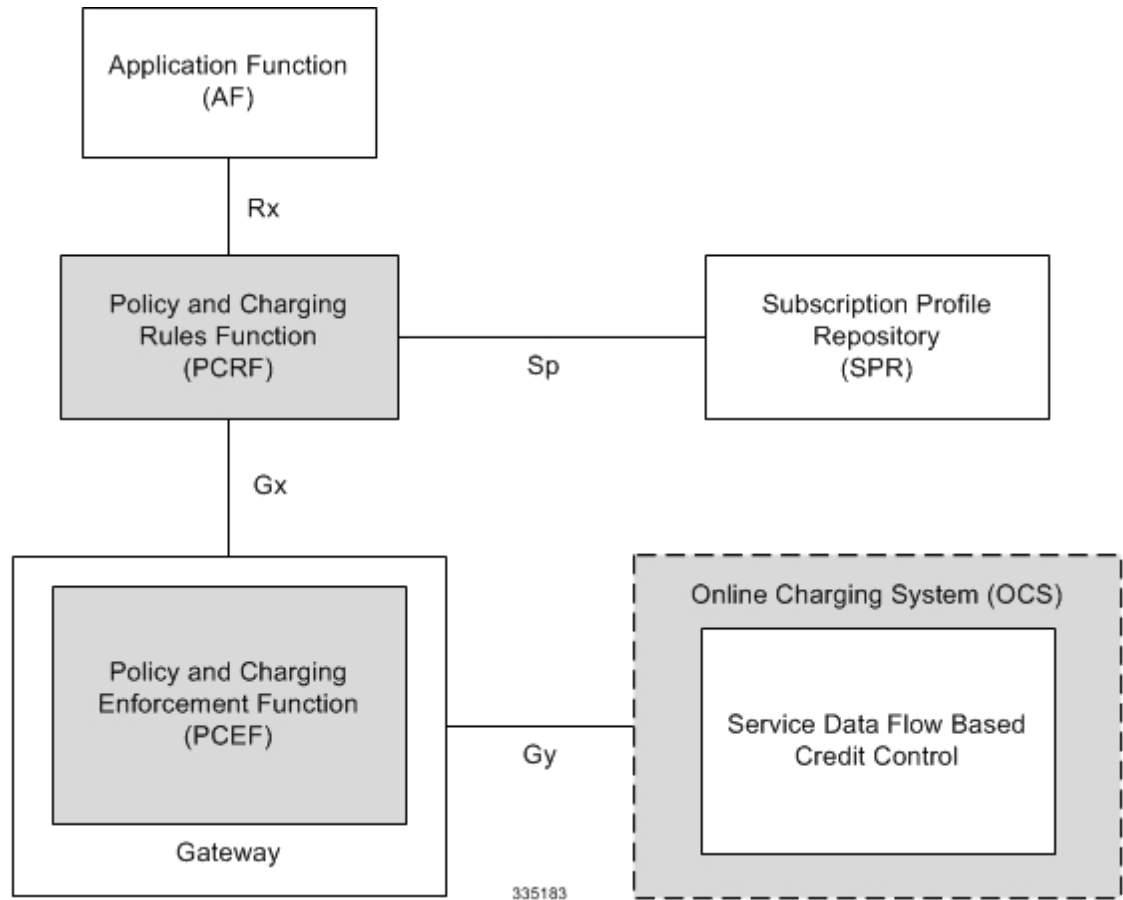 Application Function
(AF)
Rx
Policy and Charging
Rules Function
(PCRF)
Sp
Subscription Profile
Repository
(SPR)
Gx
Policy and Charging
Enforcement Function
(PCEF)
Gateway
Gy
Online Charging System (OCS)
Service Data Flow Based
Credit Control
335183